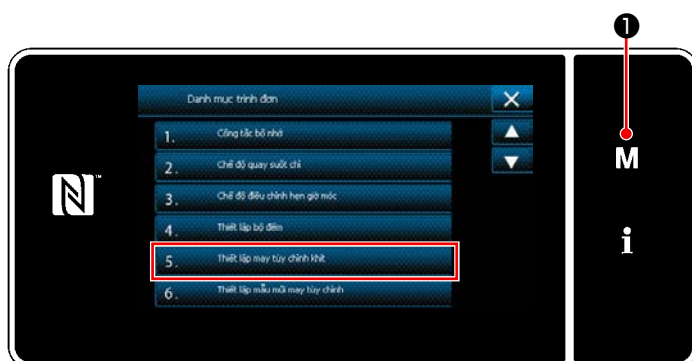 ❶
Danh mục trình đơn
1. Công tắc bộ nhớ
2. Chế độ quay suốt chỉ
3. Chế độ điều chỉnh hẹn giờ móc
4. Thiết lập bộ đếm
5. Thiết lập may tùy chỉnh khít
6. Thiết lập mẫu mũi may tùy chỉnh
M
i